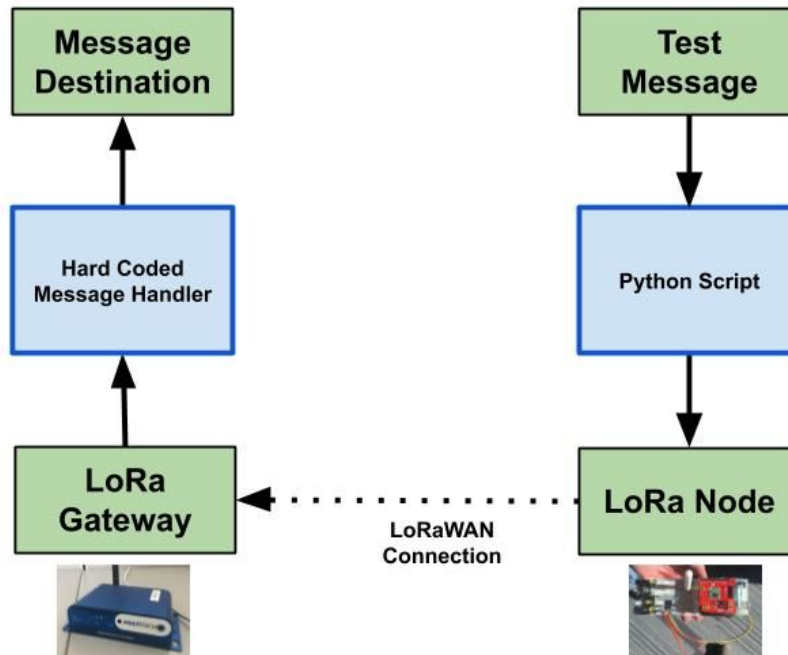 Message
Destination
Test
Message
Hard Coded
Message Handler
Python Script
LoRa
Gateway
LoRaWAN
Connection
LoRa Node